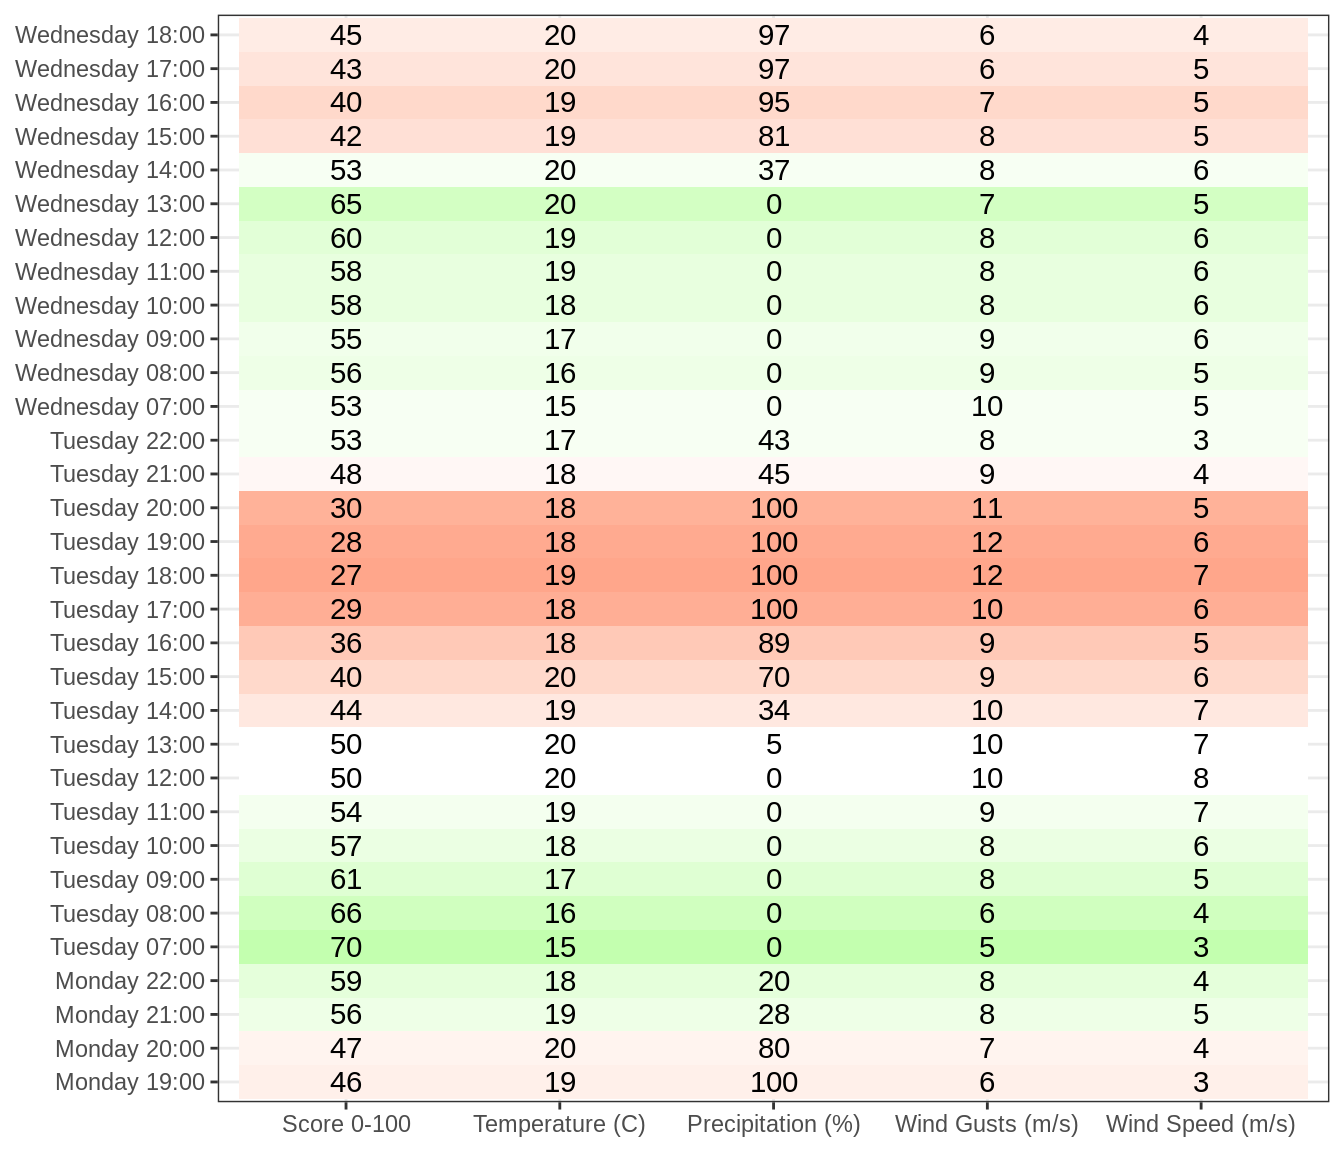 Wednesday 18:00 45 20 97 6 4
Wednesday 17:00 43 20 97 6 5
Wednesday 16:00 40 19 95 7 5
Wednesday 15:00 42 19 81 8 5
Wednesday 14:00 53 20 37 8 6
Wednesday 13:00 65 20 0 7 5
Wednesday 12:00 60 19 0 8 6
Wednesday 11:00 58 19 0 8 6
Wednesday 10:00 58 18 0 8 6
Wednesday 09:00 55 17 0 9 6
Wednesday 08:00 56 16 0 9 5
Wednesday 07:00 53 15 0 10 5
Tuesday 22:00 53 17 43 8 3
Tuesday 21:00 48 18 45 9 4
Tuesday 20:00 30 18 100 11 5
Tuesday 19:00 28 18 100 12 6
Tuesday 18:00 27 19 100 12 7
Tuesday 17:00 29 18 100 10 6
Tuesday 16:00 36 18 89 9 5
Tuesday 15:00 40 20 70 9 6
Tuesday 14:00 44 19 34 10 7
Tuesday 13:00 50 20 5 10 7
Tuesday 12:00 50 20 0 10 8
Tuesday 11:00 54 19 0 9 7
Tuesday 10:00 57 18 0 8 6
Tuesday 09:00 61 17 0 8 5
Tuesday 08:00 66 16 0 6 4
Tuesday 07:00 70 15 0 5 3
Monday 22:00 59 18 20 8 4
Monday 21:00 56 19 28 8 5
Monday 20:00 47 20 80 7 4
Monday 19:00 46 19 100 6 3
Score 0-100 Temperature (C) Precipitation (%) Wind Gusts (m/s) Wind Speed (m/s)